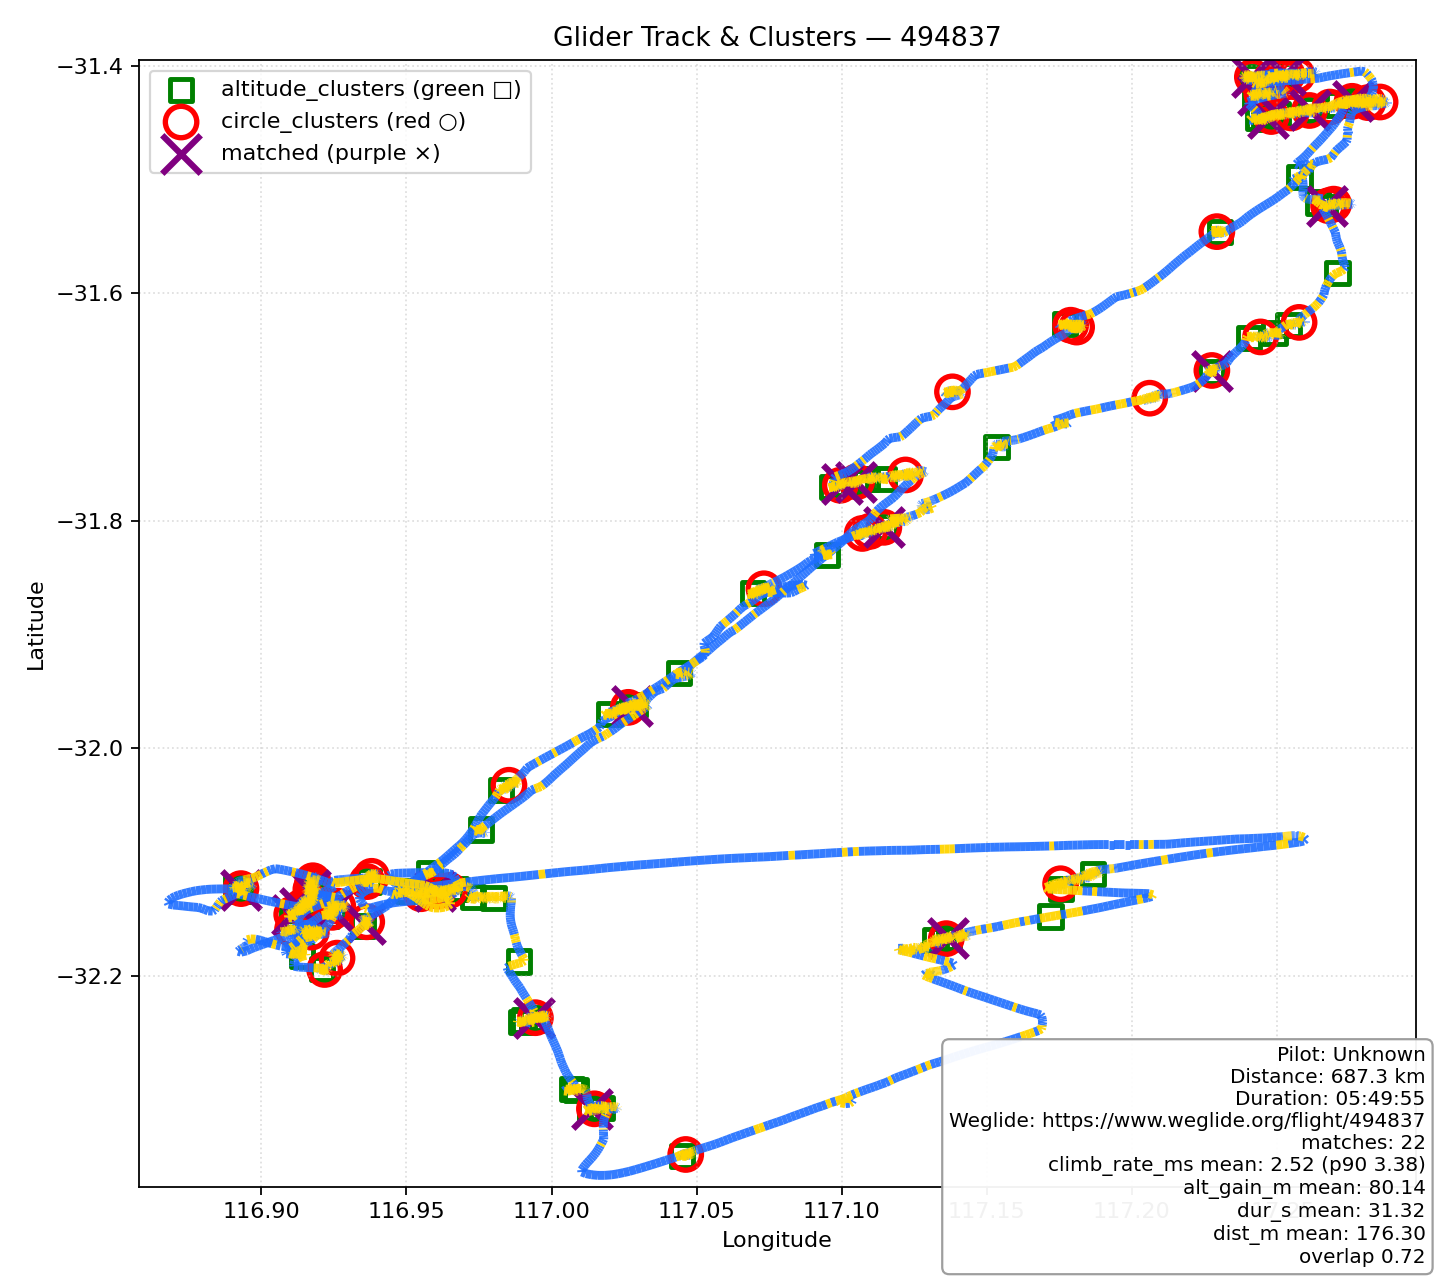 Glider Track & Clusters — 494837
altitude_clusters (green □)
circle_clusters (red ○)
matched (purple ×)
Latitude
−31.4
−31.6
−31.8
−32.0
−32.2
116.90
116.95
117.00
117.05
117.10
117.15
117.20
Longitude
Pilot: Unknown
Distance: 687.3 km
Duration: 05:49:55
Weglide: https://www.weglide.org/flight/494837
matches: 22
climb_rate_ms mean: 2.52 (p90 3.38)
alt_gain_m mean: 80.14
dur_s mean: 31.32
dist_m mean: 176.30
overlap 0.72